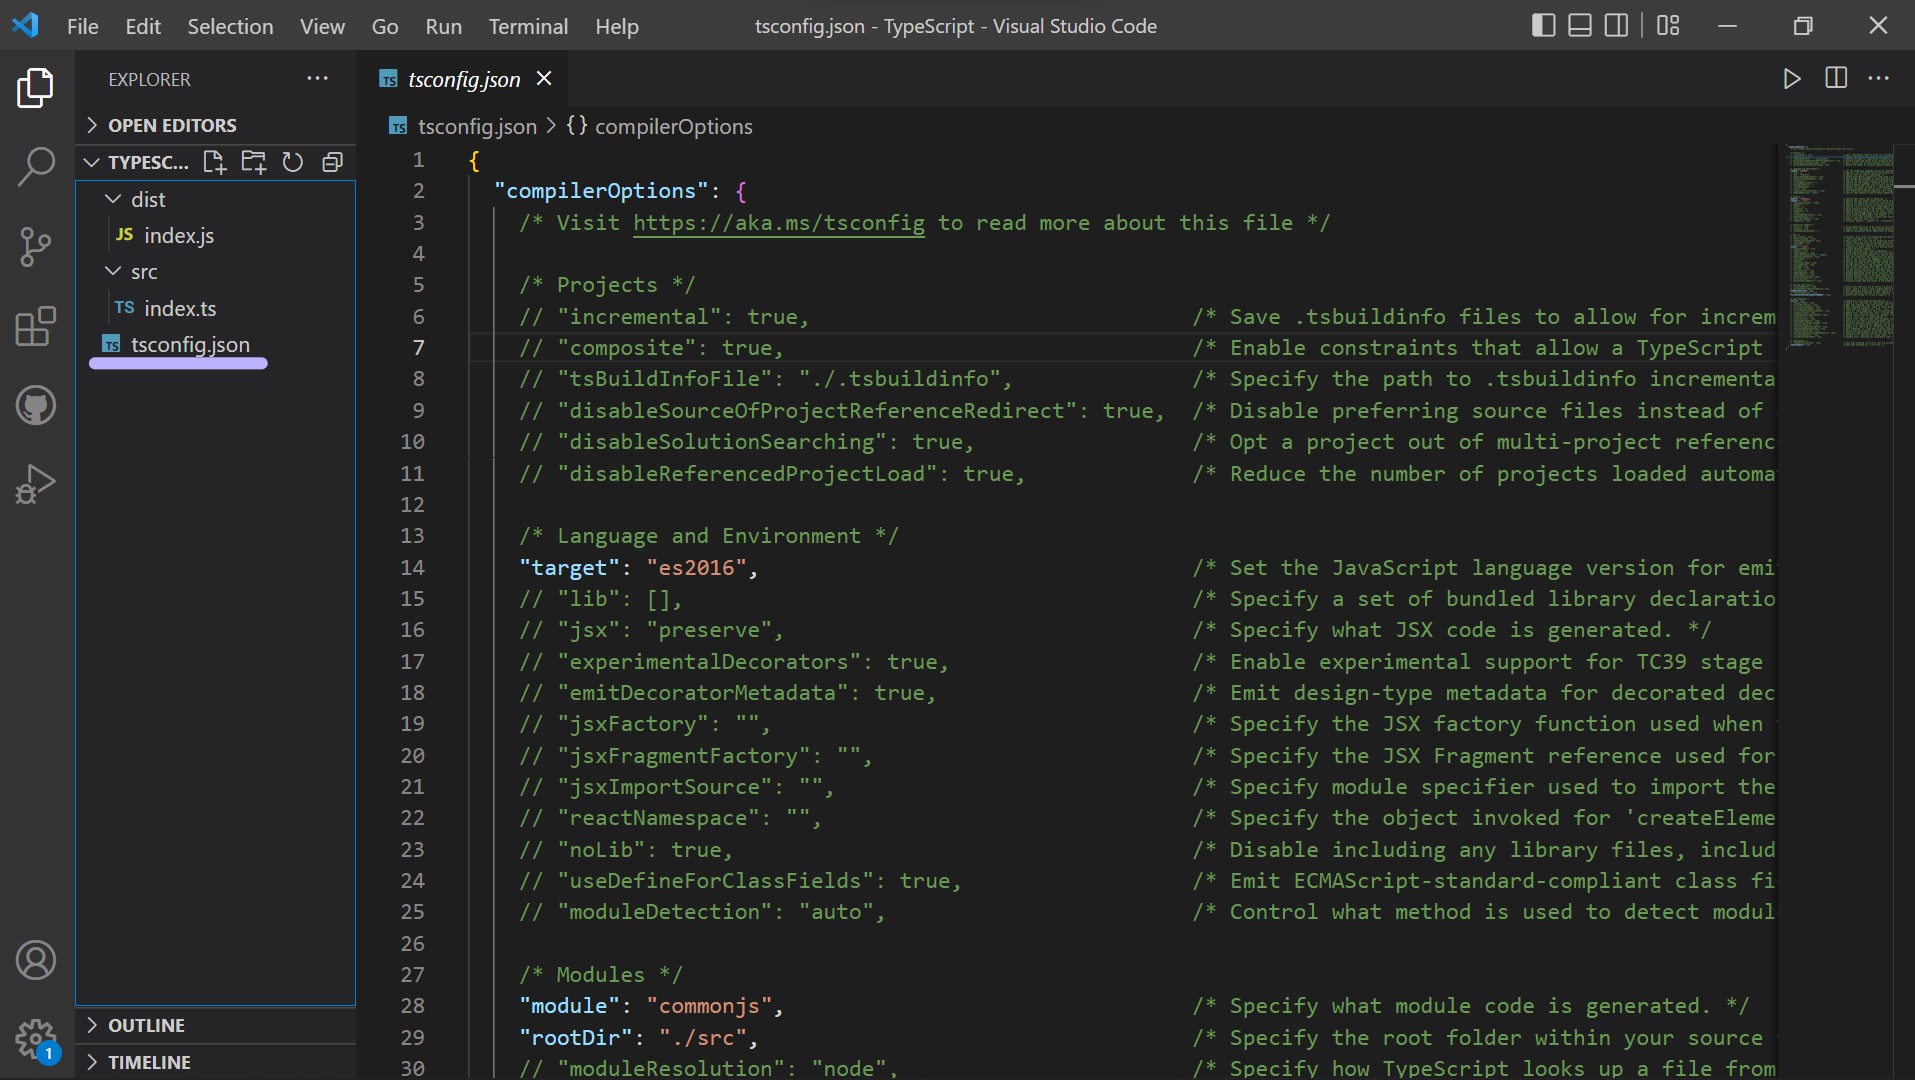 File Edit Selection View Go Run Terminal Help
tsconfig.json - TypeScript - Visual Studio Code
EXPLORER
OPEN EDITORS
TYPESC...
dist
JS index.js
src
TS index.ts
TS tsconfig.json
OUTLINE
TIMELINE
1
TS tsconfig.json
TS tsconfig.json > {} compilerOptions
1 {
2 "compilerOptions": {
3 /* Visit https://aka.ms/tsconfig to read more about this file */
4
5 /* Projects */
6 // "incremental": true, /* Save .tsbuildinfo files to allow for increm
7 // "composite": true, /* Enable constraints that allow a TypeScript
8 // "tsBuildInfoFile": "./.tsbuildinfo", /* Specify the path to .tsbuildinfo incrementa
9 // "disableSourceOfProjectReferenceRedirect": true, /* Disable preferring source files instead of
10 // "disableSolutionSearching": true, /* Opt a project out of multi-project referenc
11 // "disableReferencedProjectLoad": true, /* Reduce the number of projects loaded automa
12
13 /* Language and Environment */
14 "target": "es2016", /* Set the JavaScript language version for emi
15 // "lib": [], /* Specify a set of bundled library declaratio
16 // "jsx": "preserve", /* Specify what JSX code is generated. */
17 // "experimentalDecorators": true, /* Enable experimental support for TC39 stage
18 // "emitDecoratorMetadata": true, /* Emit design-type metadata for decorated dec
19 // "jsxFactory": "", /* Specify the JSX factory function used when
20 // "jsxFragmentFactory": "", /* Specify the JSX Fragment reference used for
21 // "jsxImportSource": "", /* Specify module specifier used to import the
22 // "reactNamespace": "", /* Specify the object invoked for 'createEleme
23 // "noLib": true, /* Disable including any library files, includ
24 // "useDefineForClassFields": true, /* Emit ECMAScript-standard-compliant class fi
25 // "moduleDetection": "auto", /* Control what method is used to detect modul
26
27 /* Modules */
28 "module": "commonjs", /* Specify what module code is generated. */
29 "rootDir": "./src", /* Specify the root folder within your source
30 // "moduleResolution": "node", /* Specify how TypeScript looks up a file from